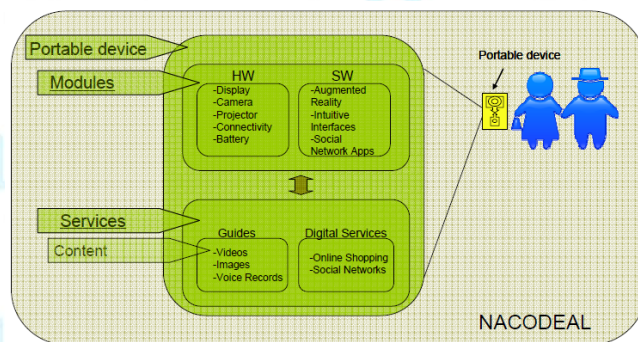 Portable device
Modules
HW
-Display
-Camera
-Projector
-Connectivity
-Battery
SW
-Augmented
Reality
-Intuitive
Interfaces
-Social
Network Apps
Portable device
Services
Content
Guides
-Videos
-Images
-Voice Records
Digital Services
-Online Shopping
-Social Networks
NACODEAL